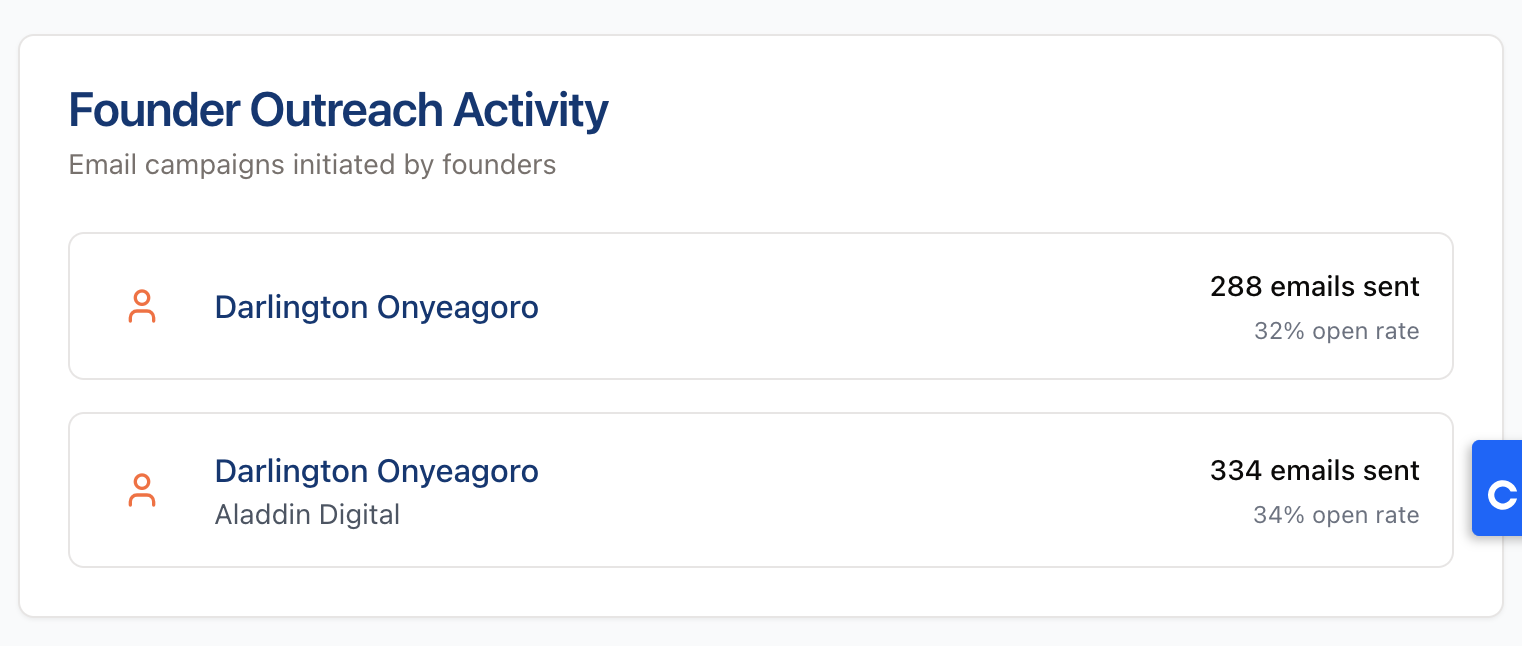 Founder Outreach Activity
Email campaigns initiated by founders
Darlington Onyeagoro
288 emails sent
32% open rate
Darlington Onyeagoro
Aladdin Digital
334 emails sent
34% open rate
C